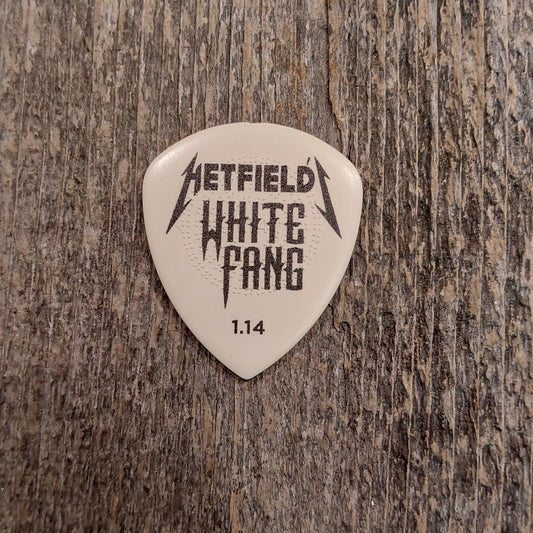 HETFIELD'S
WHITE
FANG
1.14